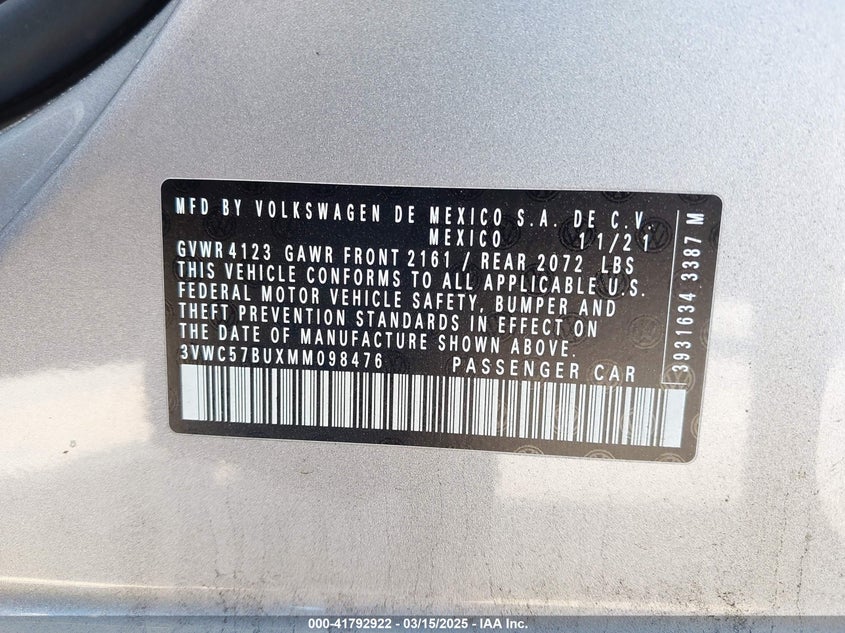 MFD BY VOLKSWAGEN DE MEXICO S.A. DE C.V.
MEXICO 11/21
GVWR 4123 GAWR FRONT 2161 / REAR 2072 LBS
THIS VEHICLE CONFORMS TO ALL APPLICABLE U.S.
FEDERAL MOTOR VEHICLE SAFETY, BUMPER AND
THEFT PREVENTION STANDARDS IN EFFECT ON
THE DATE OF MANUFACTURE SHOWN ABOVE.
3VWC57BUXMM098476 PASSENGER CAR
3931634 3387 M
000-41792922 - 03/15/2025 - IAA Inc.